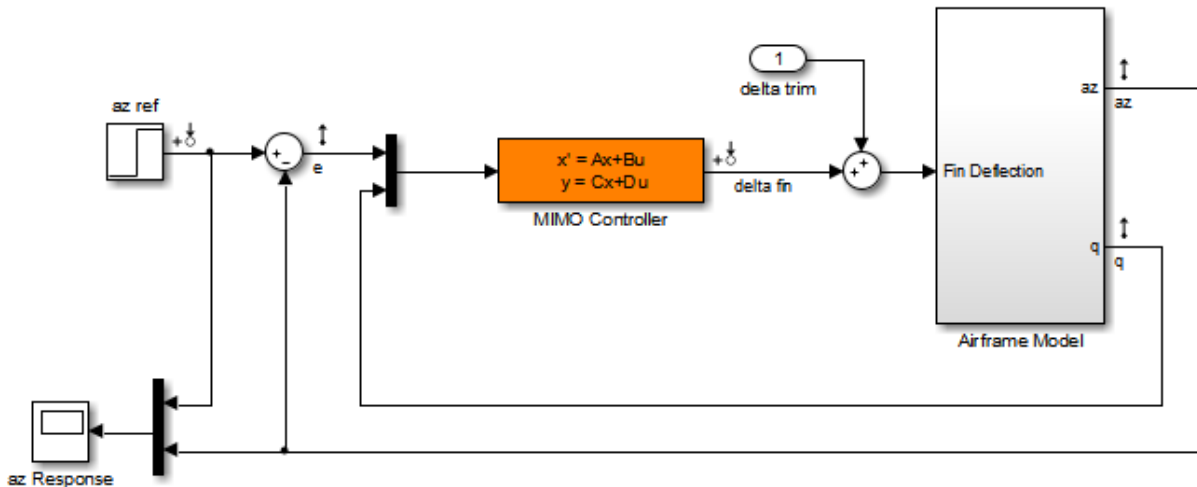 1
delta trim
az ref
az
az
+
+
+
-
e
x' = Ax+Bu
y = Cx+Du
+
delta fin
+
+
Fin Deflection
MIMO Controller
q
q
Airframe Model
az Response